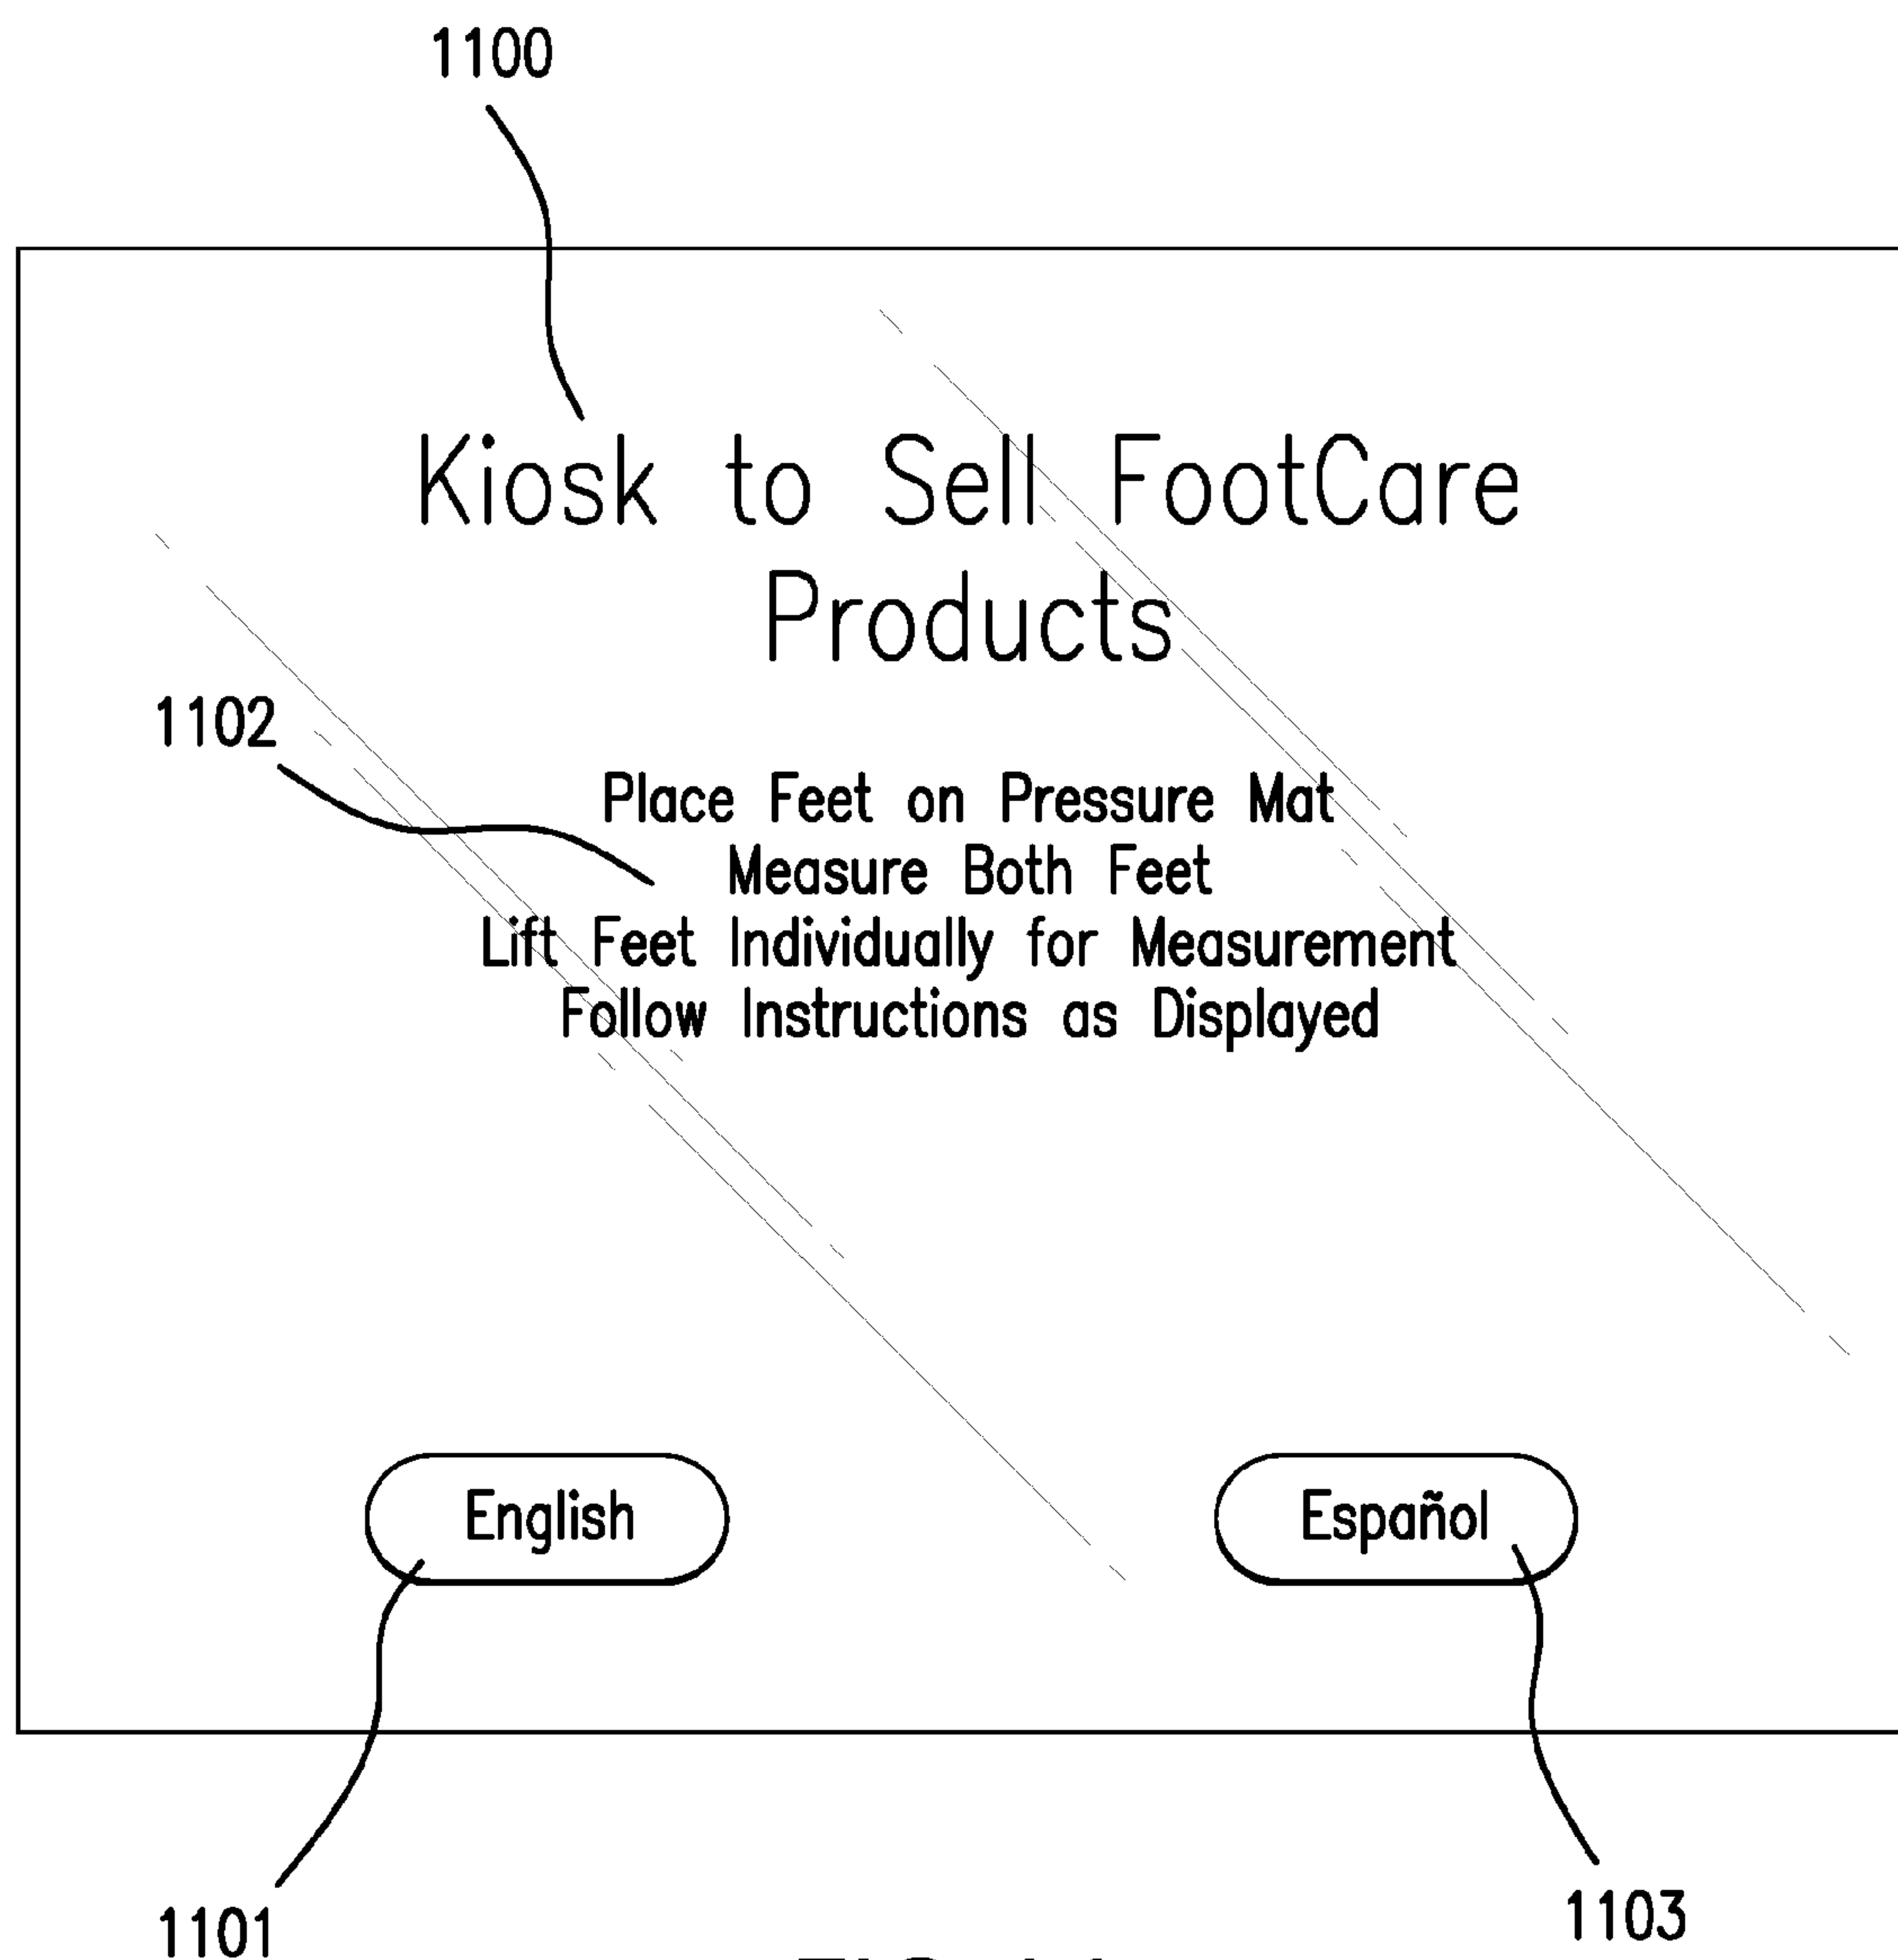 1100
Kiosk to Sell FootCare
Products
1102
Place Feet on Pressure Mat
Measure Both Feet
Lift Feet Individually for Measurement
Follow Instructions as Displayed
English
Español
1101
1103